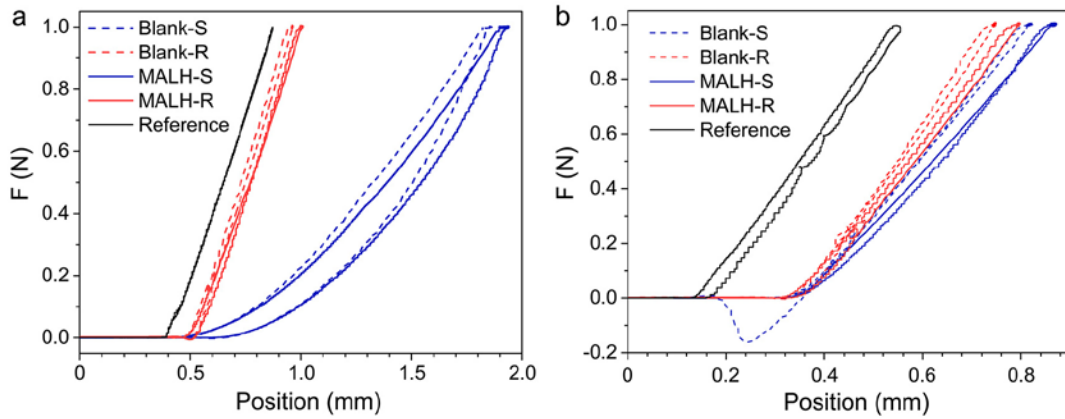 a
Blank-S
Blank-R
MALH-S
MALH-R
Reference
F (N)
1.0
0.8
0.6
0.4
0.2
0.0
0 0.5 1.0 1.5 2.0
Position (mm)
b
Blank-S
Blank-R
MALH-S
MALH-R
Reference
F (N)
1.0
0.8
0.6
0.4
0.2
0.0
-0.2
0 0.2 0.4 0.6 0.8
Position (mm)